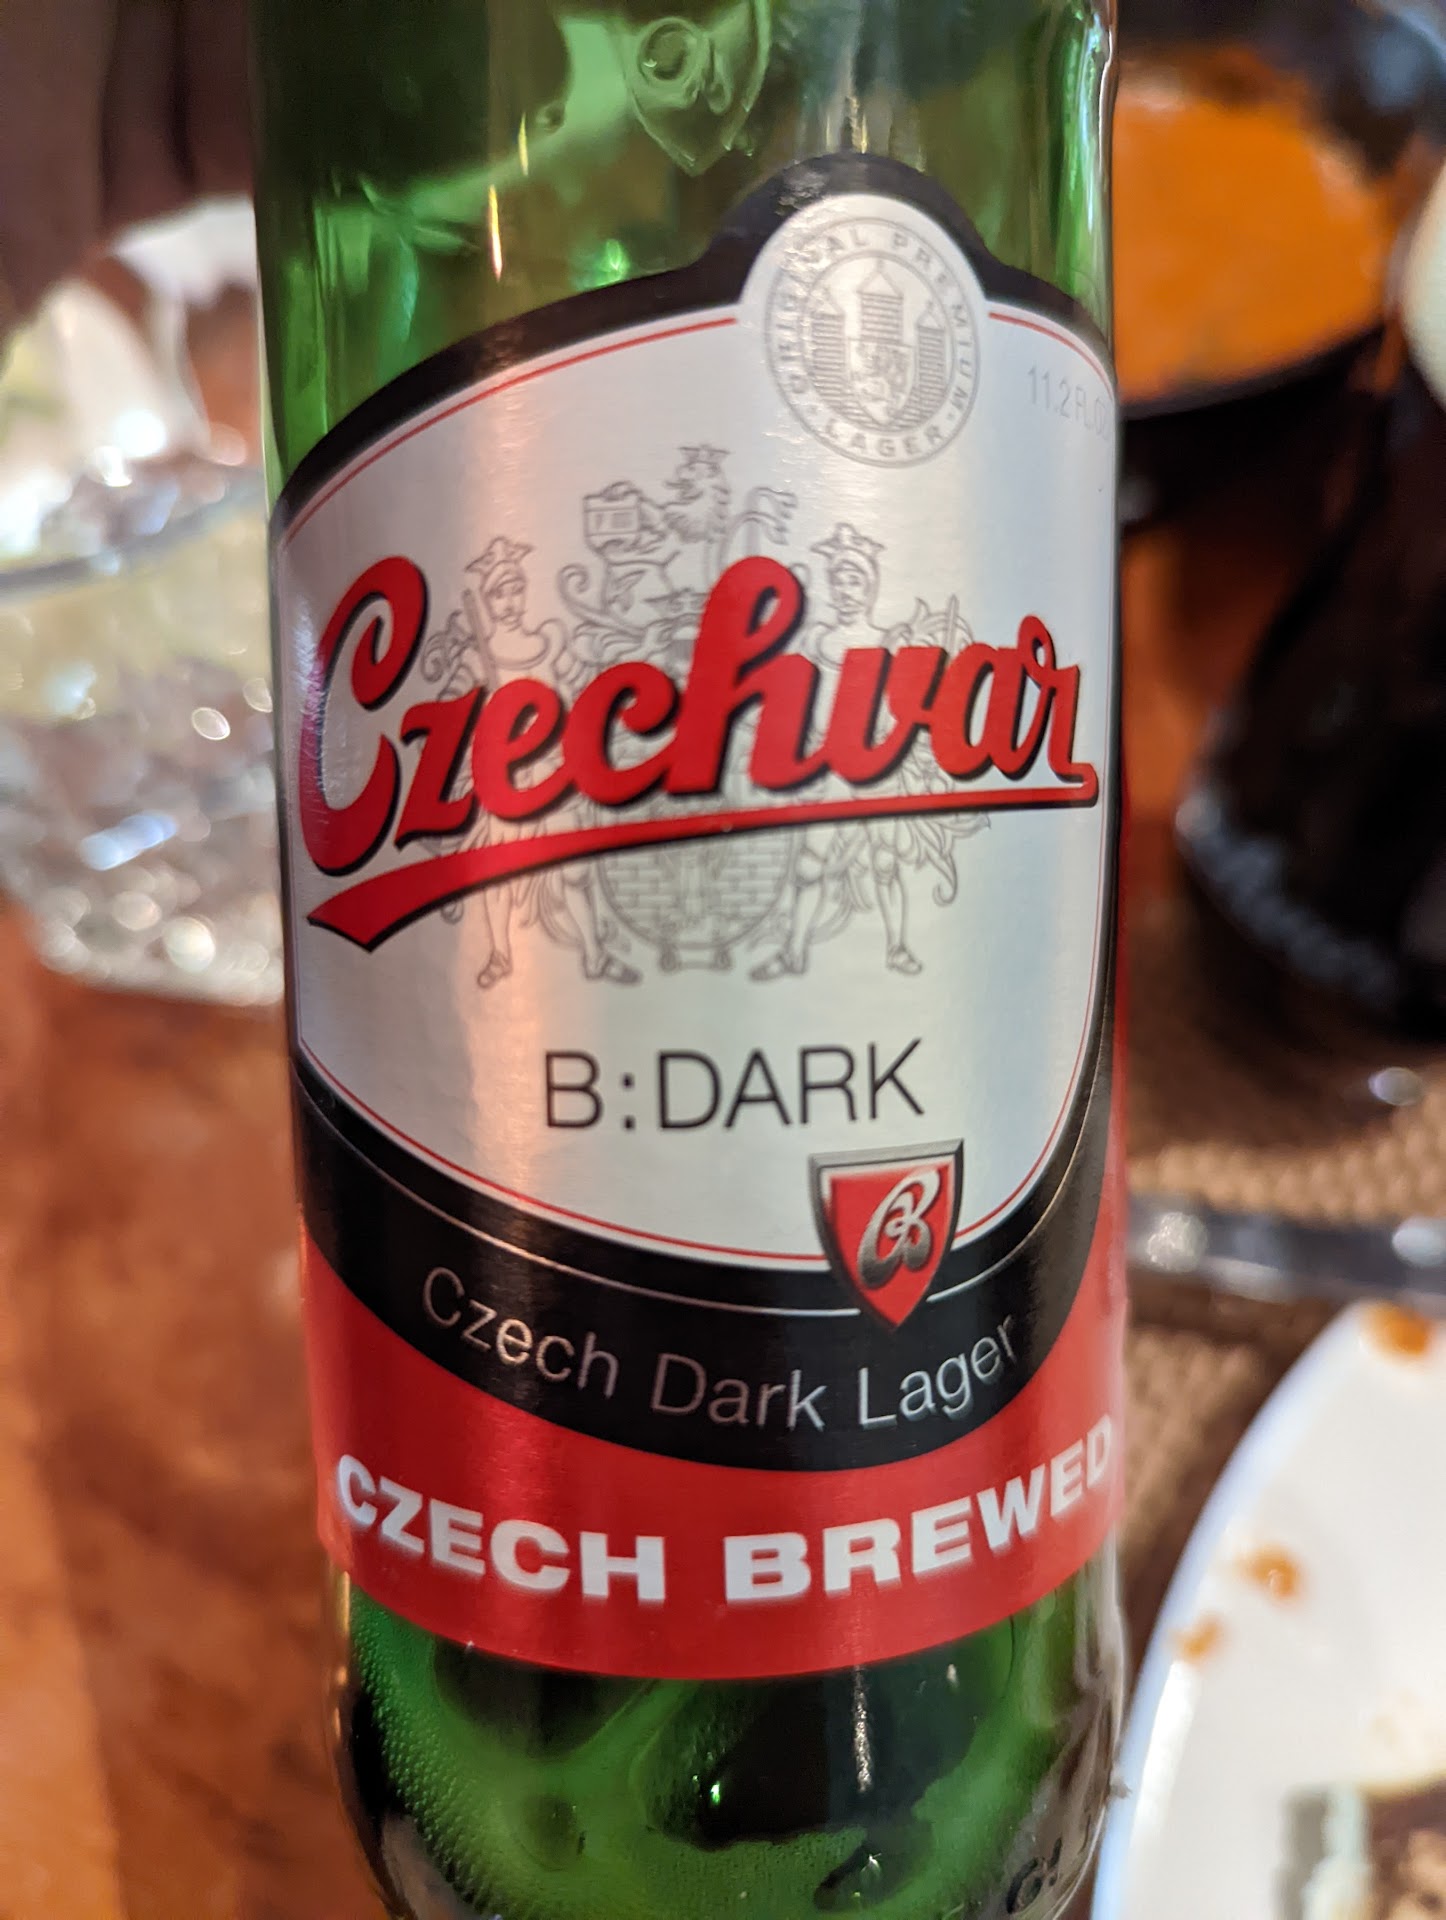 ORIGINAL PREMIUM
LAGER
11.2 FL.OZ
Czechvar
B:DARK
B
Czech Dark Lager
CZECH BREWED